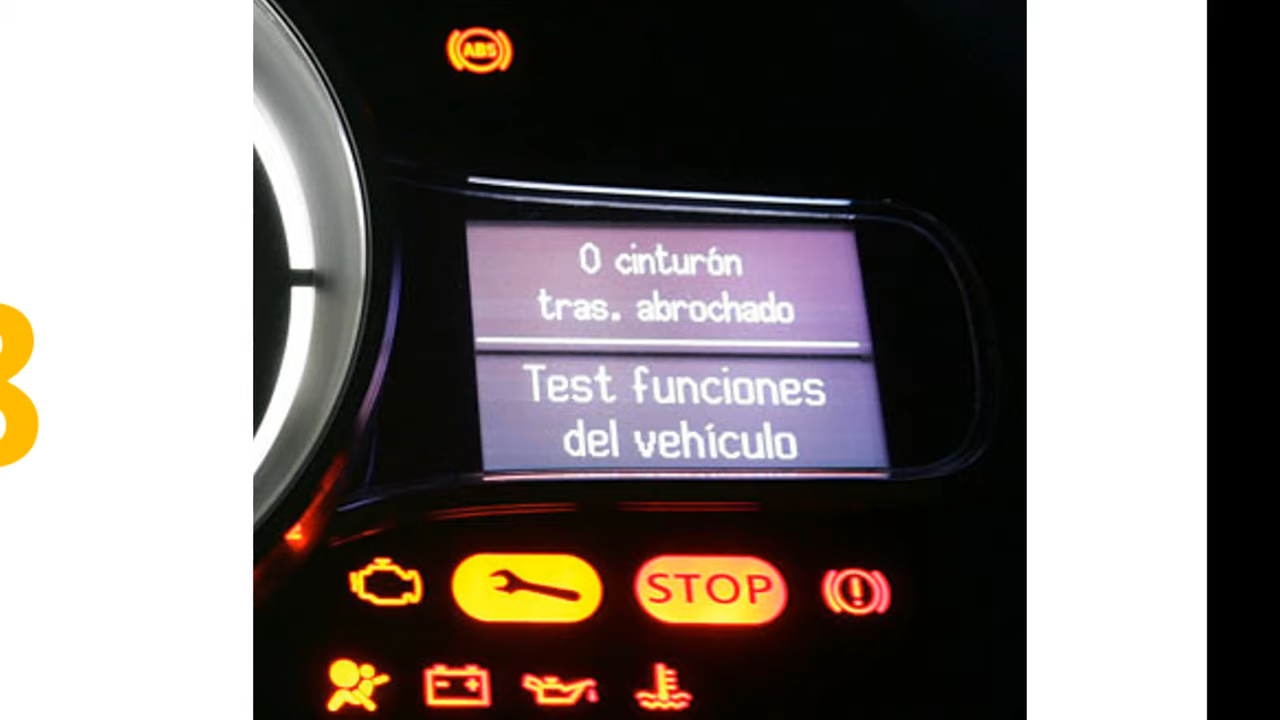 ABS
0 cinturón
tras. abrochado
Test funciones
del vehículo
STOP